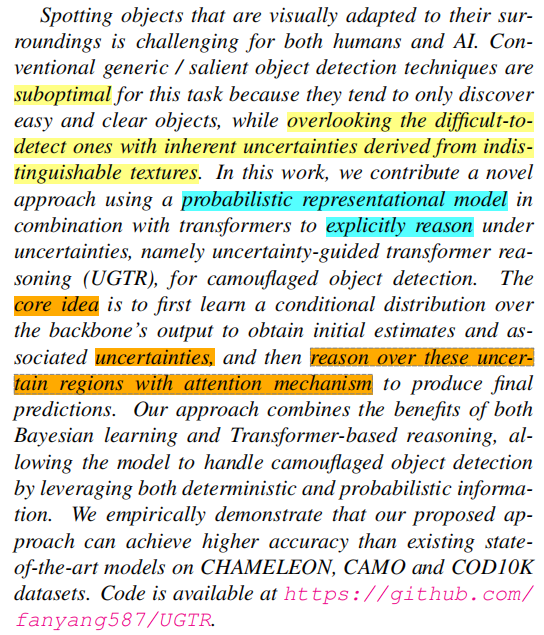 Spotting objects that are visually adapted to their sur-
roundings is challenging for both humans and AI. Con-
ventional generic / salient object detection techniques are
suboptimal for this task because they tend to only discover
easy and clear objects, while overlooking the difficult-to-
detect ones with inherent uncertainties derived from indis-
tinguishable textures. In this work, we contribute a novel
approach using a probabilistic representational model in
combination with transformers to explicitly reason under
uncertainties, namely uncertainty-guided transformer rea-
soning (UGTR), for camouflaged object detection. The
core idea is to first learn a conditional distribution over
the backbone's output to obtain initial estimates and as-
sociated uncertainties, and then reason over these uncer-
tain regions with attention mechanism to produce final
predictions. Our approach combines the benefits of both
Bayesian learning and Transformer-based reasoning, al-
lowing the model to handle camouflaged object detection
by leveraging both deterministic and probabilistic informa-
tion. We empirically demonstrate that our proposed ap-
proach can achieve higher accuracy than existing state-
of-the-art models on CHAMELEON, CAMO and COD10K
datasets. Code is available at https://github.com/
fanyang587/UGTR.